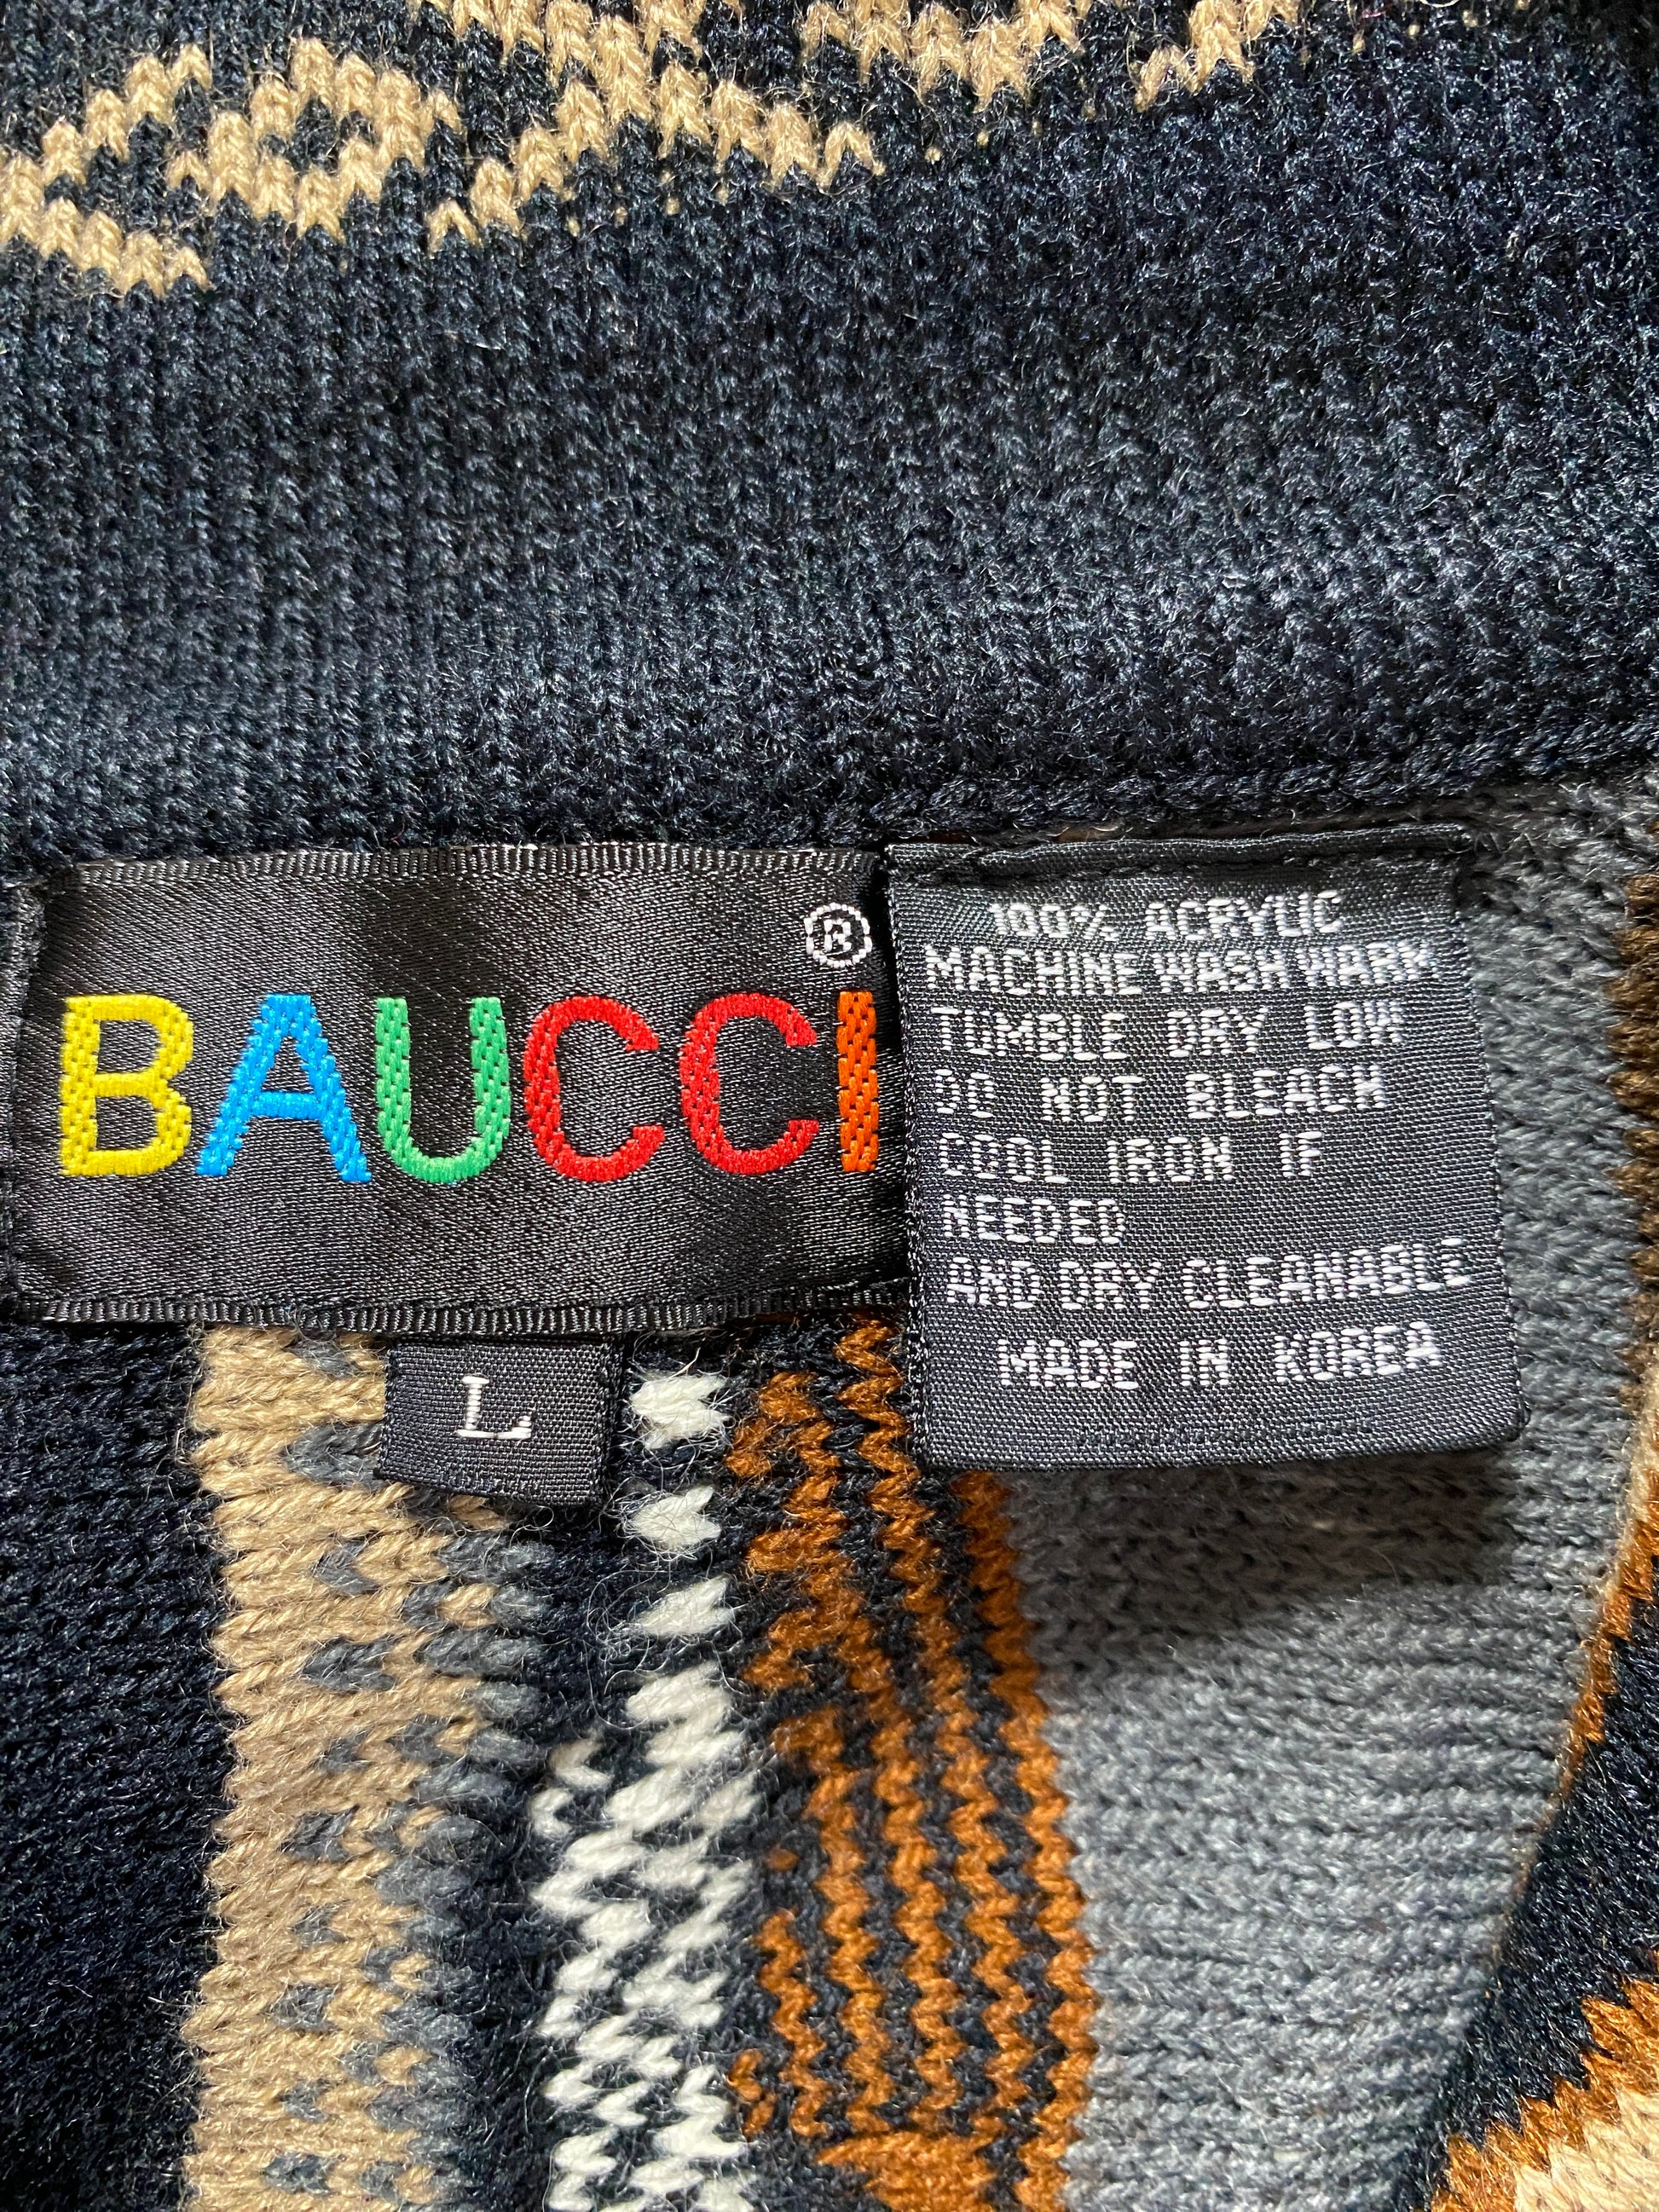 BAUCCI®
L
100% ACRYLIC
MACHINE WASH WARM
TUMBLE DRY LOW
DO NOT BLEACH
COOL IRON IF
NEEDED
AND DRY CLEANABLE
MADE IN KOREA